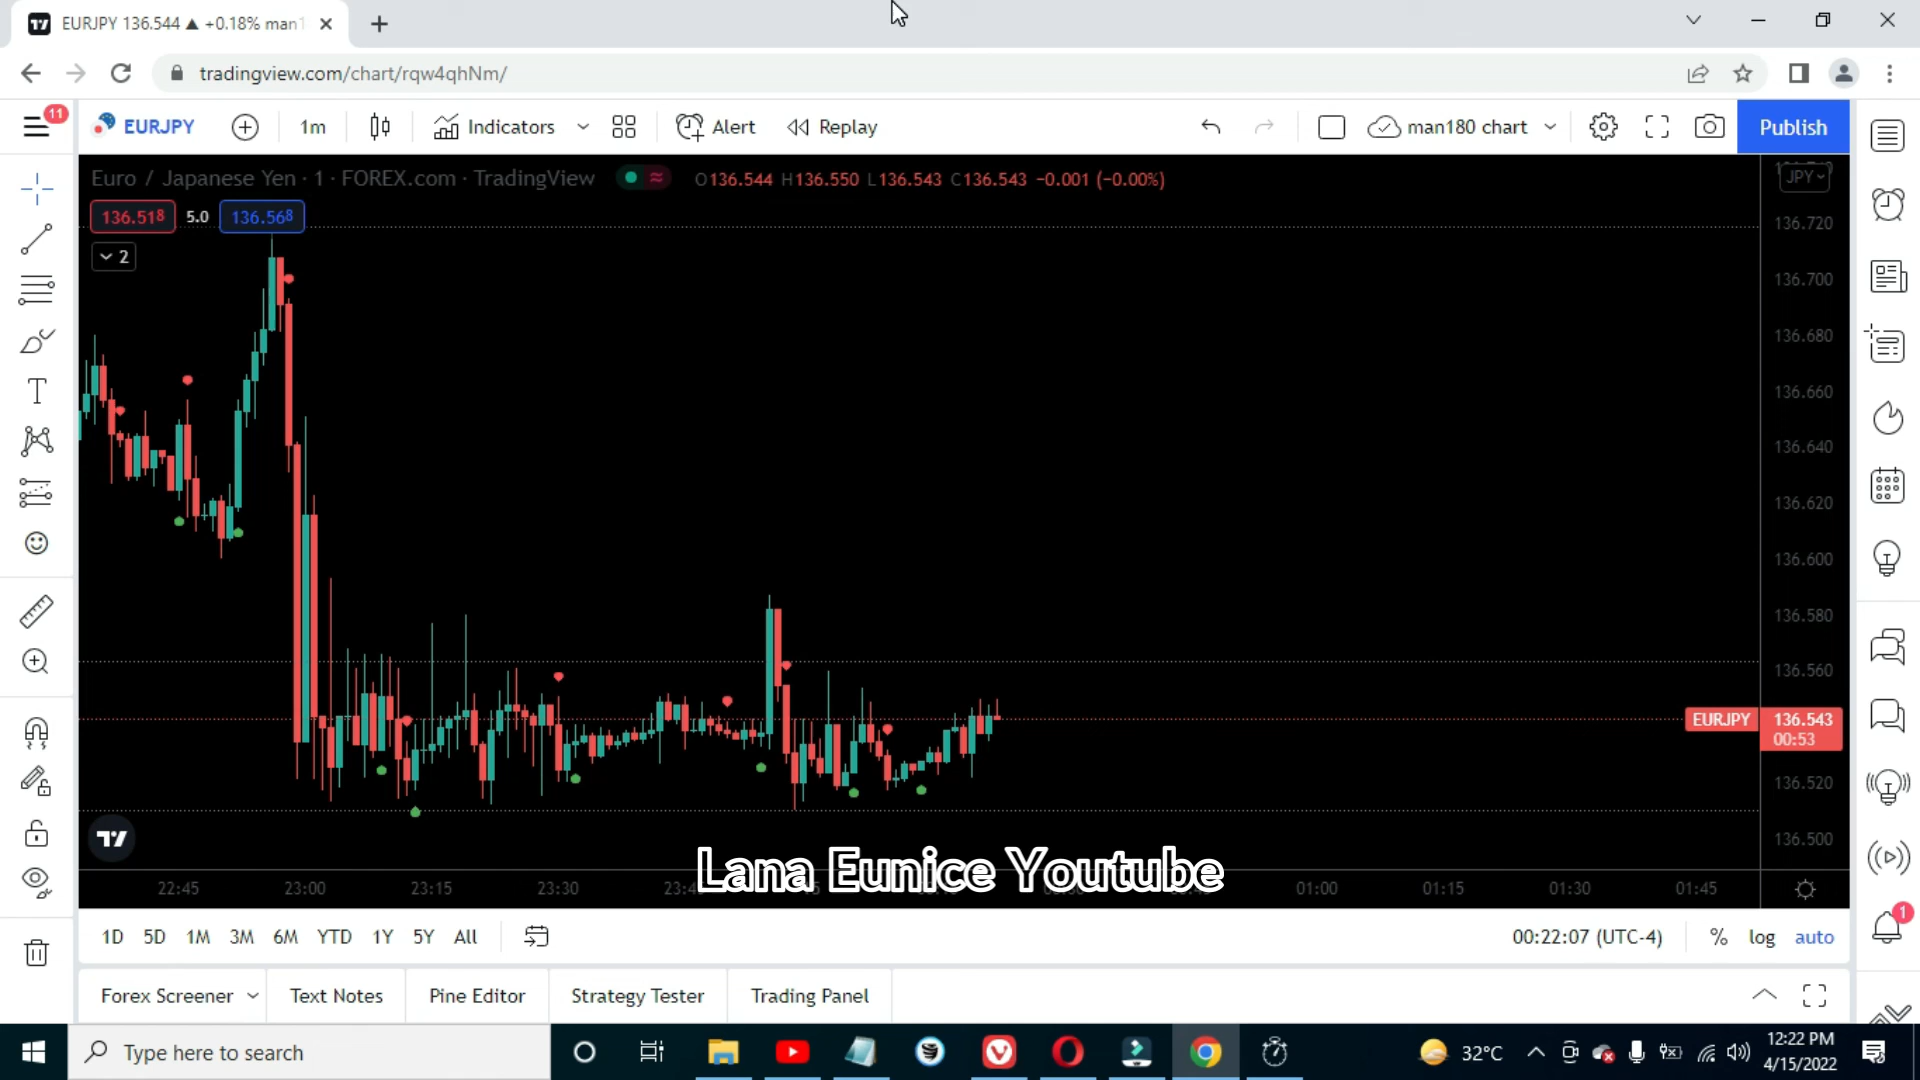 EURJPY 136.544 ▲ +0.18% man1
tradingview.com/chart/rqw4qhNm/
11
EURJPY 1m Indicators Alert Replay man180 chart Publish
Euro / Japanese Yen · 1 · FOREX.com · TradingView O136.544 H136.550 L136.543 C136.543 −0.001 (−0.00%)
JPY
136.518 5.0 136.568
2
136.720
136.700
136.680
136.660
136.640
136.620
136.600
136.580
136.560
EURJPY 136.543
00:53
136.520
136.500
Lana Eunice Youtube
22:45 23:00 23:15 23:30 01:00 01:15 01:30 01:45
1
1D 5D 1M 3M 6M YTD 1Y 5Y All 00:22:07 (UTC-4) % log auto
Forex Screener Text Notes Pine Editor Strategy Tester Trading Panel
Type here to search 32°C 12:22 PM
4/15/2022